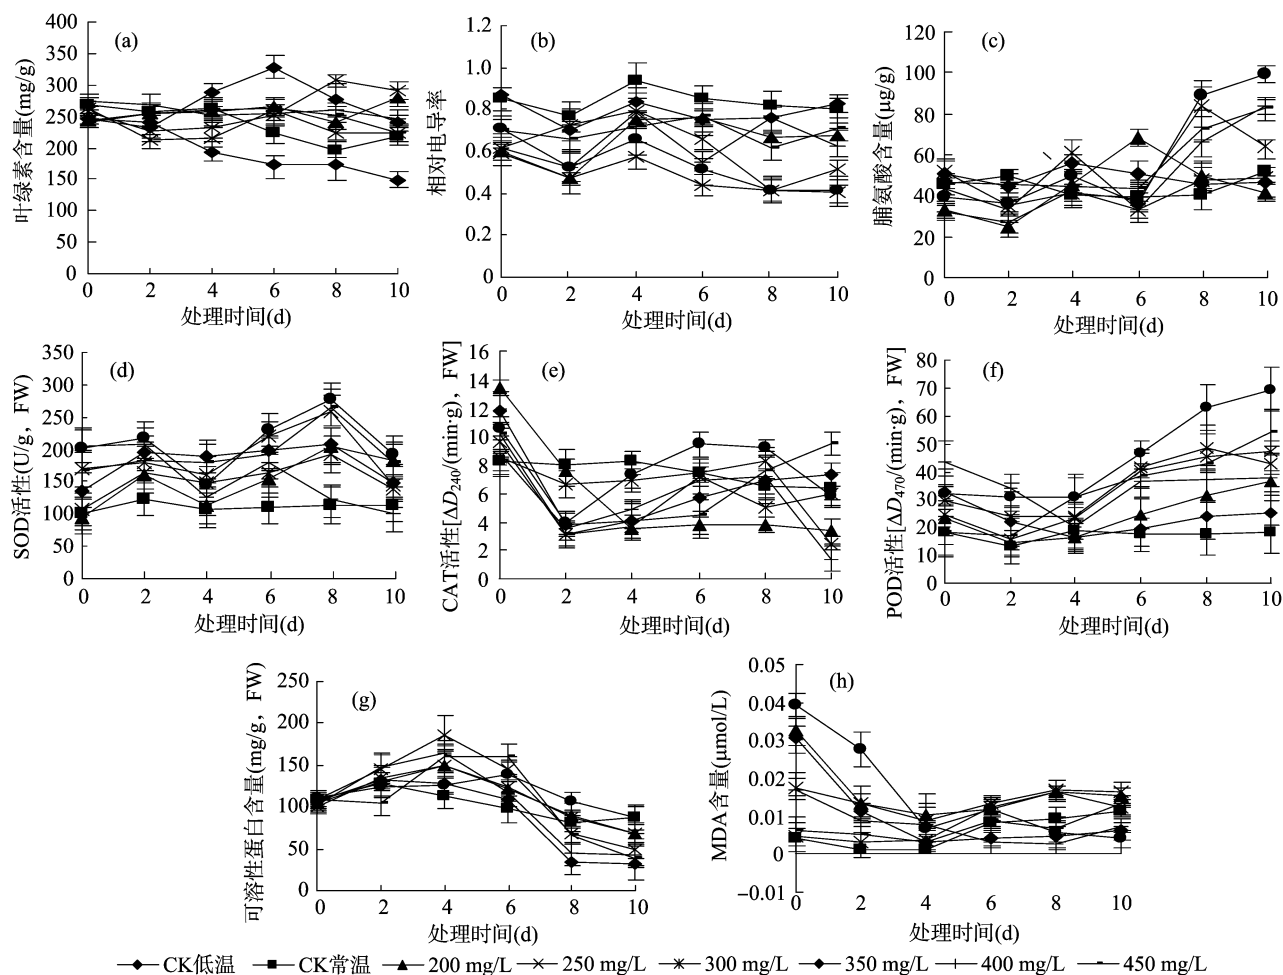 (a)
叶绿素含量(mg/g)
400
350
300
250
200
150
100
50
0
0 2 4 6 8 10
处理时间(d)
(b)
相对电导率
1.2
1.0
0.8
0.6
0.4
0.2
0
0 2 4 6 8 10
处理时间(d)
(c)
脯氨酸含量(μg/g)
120
100
80
60
40
20
0
0 2 4 6 8 10
处理时间(d)
(d)
SOD活性(U/g，FW)
350
300
250
200
150
100
50
0
0 2 4 6 8 10
处理时间(d)
(e)
CAT活性[ΔD240/(min·g)，FW]
16
14
12
10
8
6
4
2
0
0 2 4 6 8 10
处理时间(d)
(f)
POD活性[ΔD470/(min·g)，FW]
80
70
60
50
40
30
20
10
0
0 2 4 6 8 10
处理时间(d)
(g)
可溶性蛋白含量(mg/g，FW)
250
200
150
100
50
0
0 2 4 6 8 10
处理时间(d)
(h)
MDA含量(μmol/L)
0.05
0.04
0.03
0.02
0.01
0
−0.01
0 2 4 6 8 10
处理时间(d)
CK低温 CK常温 200 mg/L 250 mg/L 300 mg/L 350 mg/L 400 mg/L 450 mg/L